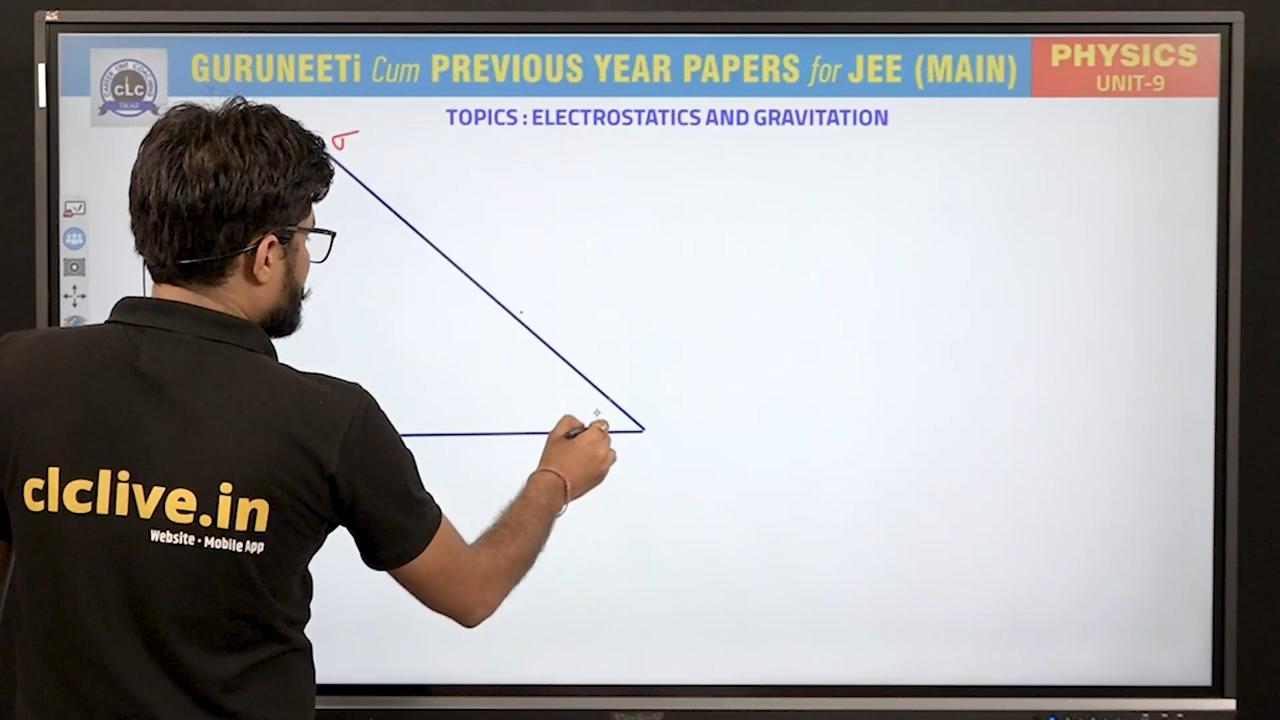 GURUNEETi Cum PREVIOUS YEAR PAPERS for JEE (MAIN)
PHYSICS
UNIT-9
cLc
TOPICS : ELECTROSTATICS AND GRAVITATION
σ
clclive.in
Website • Mobile App